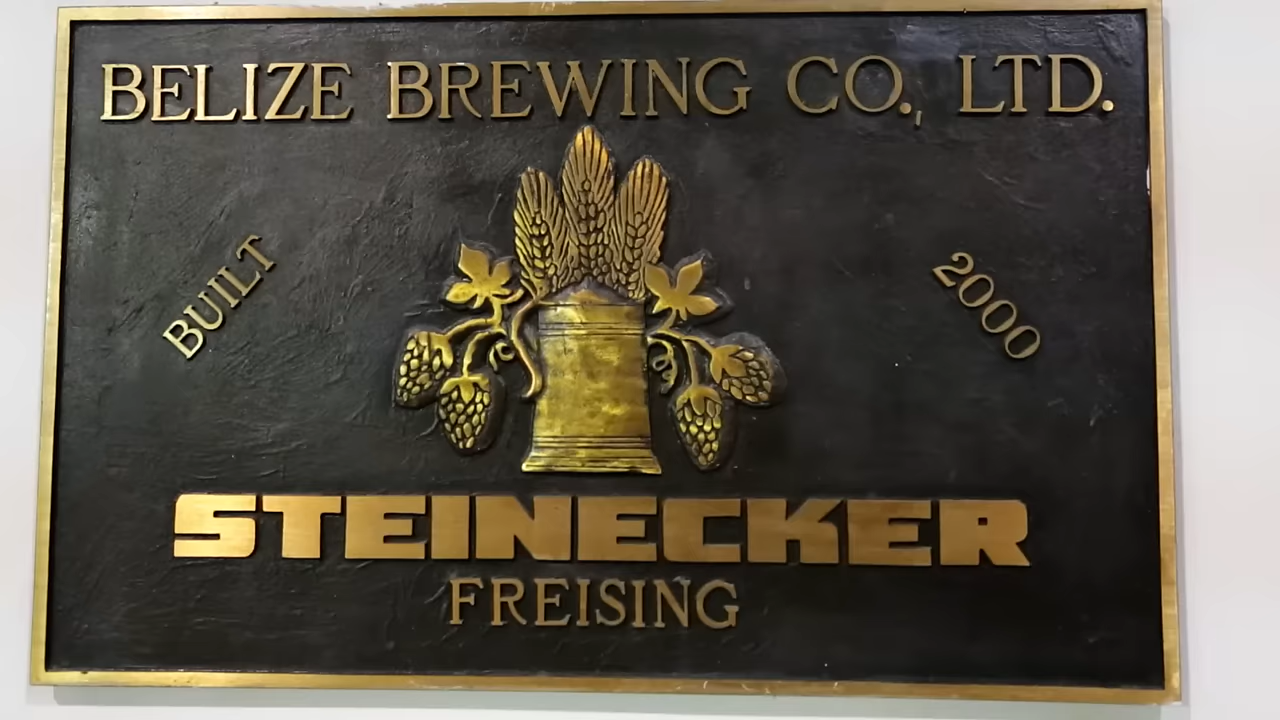 BELIZE BREWING CO., LTD.
BUILT
2000
STEINECKER
FREISING